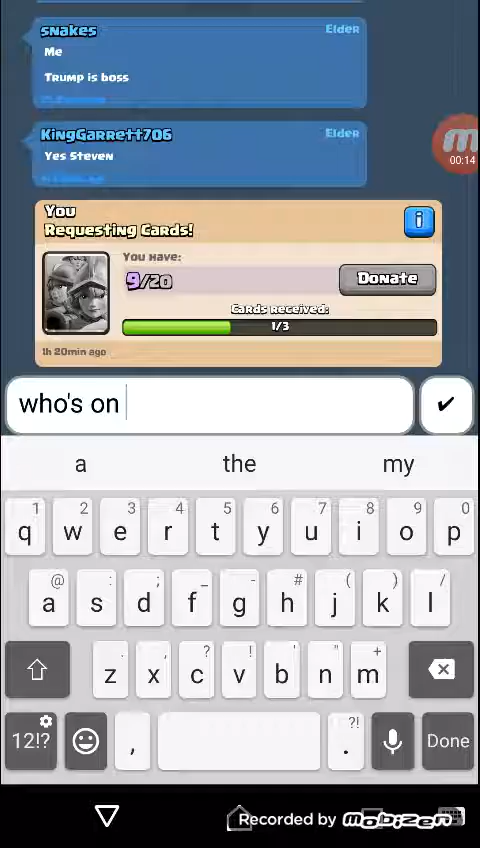 snakes Elder
Me
Trump is boss
KingGarrett706 Elder
Yes Steven
00:14
You
Requesting Cards!
You Have:
9/20
Donate
Cards received:
1/3
1h 20min ago
who's on
a the my
1 2 3 4 5 6 7 8 9 0
q w e r t y u i o p
@ : ; _ - # ( ) /
a s d f g h j k l
. , ? ! " ' +
z x c v b n m
12!? , . ?! Done
Recorded by mobizen